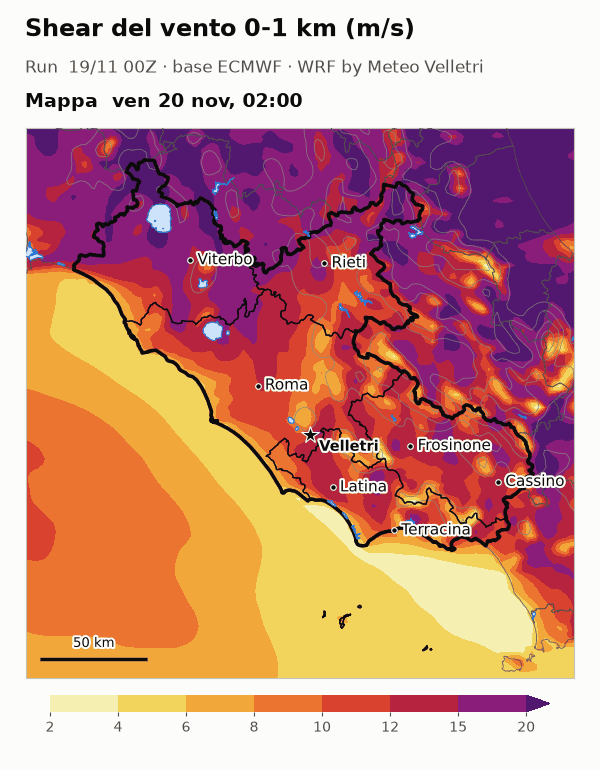 Shear del vento 0-1 km (m/s)
Run 19/11 00Z · base ECMWF · WRF by Meteo Velletri
Mappa ven 20 nov, 02:00
Viterbo
Rieti
Roma
Velletri
Frosinone
Cassino
Latina
Terracina
50 km
2 4 6 8 10 12 15 20